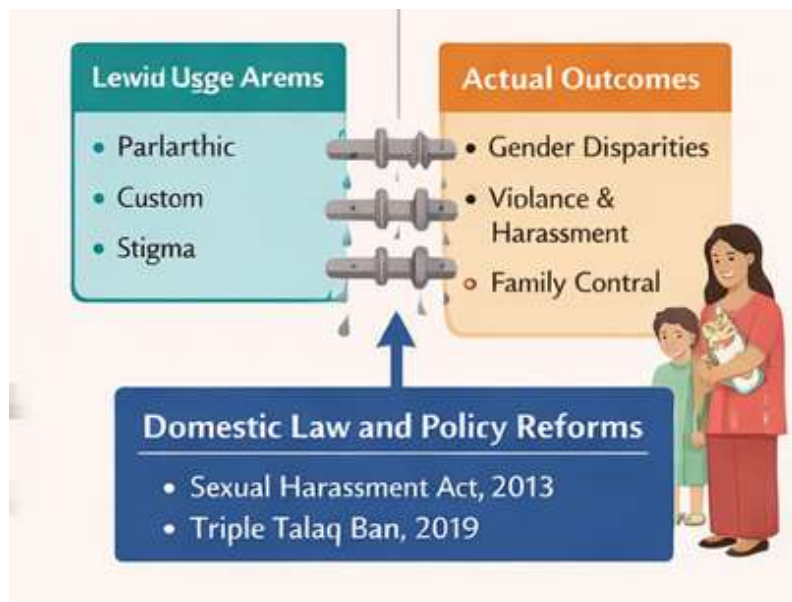 Lewid Usge Arems
• Parlarthic
• Custom
• Stigma
Actual Outcomes
• Gender Disparities
• Violance &
Harassment
• Family Contral
Domestic Law and Policy Reforms
• Sexual Harassment Act, 2013
• Triple Talaq Ban, 2019